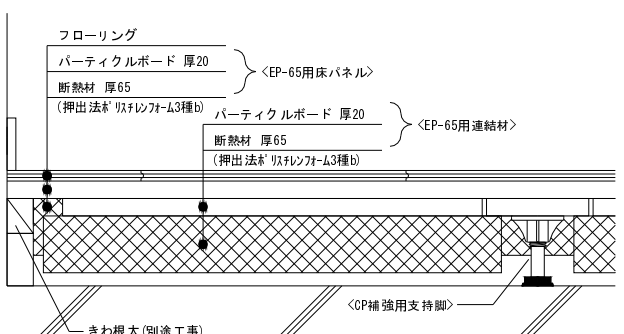 フローリング
パーティクルボード 厚20
断熱材 厚65
(押出法ポリスチレンフォーム3種b)
<EP-65用床パネル>
パーティクルボード 厚20
断熱材 厚65
(押出法ポリスチレンフォーム3種b)
<EP-65用連結材>
<CP補強用支持脚>
きわ根太(別途工事)